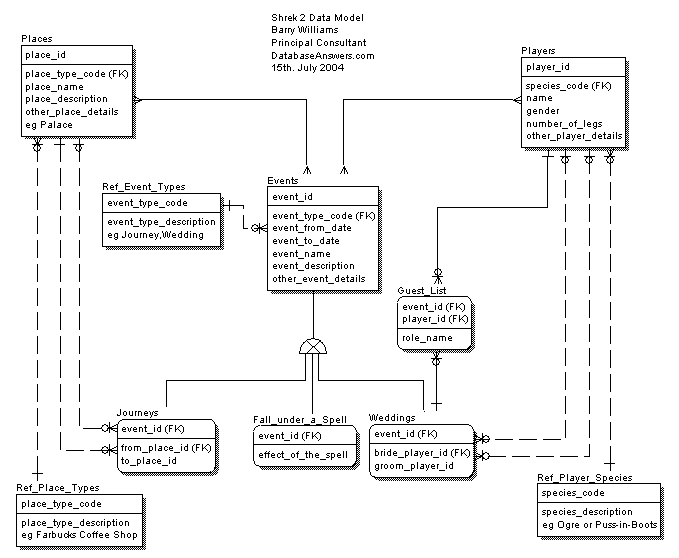 Shrek 2 Data Model
Barry Williams
Principal Consultant
DatabaseAnswers.com
15th. July 2004
Places
place_id
place_type_code (FK)
place_name
place_description
other_place_details
eg Palace
Players
player_id
species_code (FK)
name
gender
number_of_legs
other_player_details
Ref_Event_Types
event_type_code
event_type_description
eg Journey,Wedding
Events
event_id
event_type_code (FK)
event_from_date
event_to_date
event_name
event_description
other_event_details
Guest_List
event_id (FK)
player_id (FK)
role_name
Journeys
event_id (FK)
from_place_id (FK)
to_place_id
Fall_under_a_Spell
event_id (FK)
effect_of_the_spell
Weddings
event_id (FK)
bride_player_id (FK)
groom_player_id
Ref_Place_Types
place_type_code
place_type_description
eg Farbucks Coffee Shop
Ref_Player_Species
species_code
species_description
eg Ogre or Puss-in-Boots